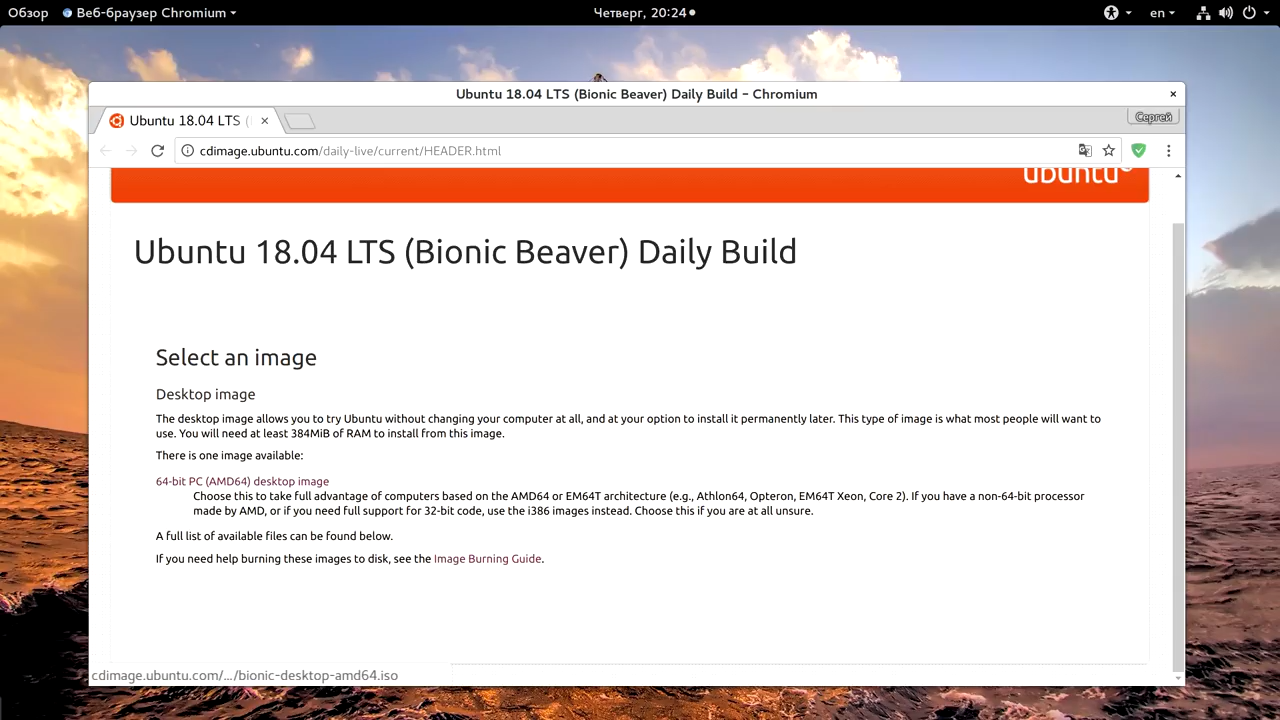 Обзор Веб-браузер Chromium Четверг, 20:24 en
Ubuntu 18.04 LTS (Bionic Beaver) Daily Build - Chromium
Ubuntu 18.04 LTS (
Сергей
cdimage.ubuntu.com/daily-live/current/HEADER.html
ubuntu
Ubuntu 18.04 LTS (Bionic Beaver) Daily Build
Select an image
Desktop image
The desktop image allows you to try Ubuntu without changing your computer at all, and at your option to install it permanently later. This type of image is what most people will want to
use. You will need at least 384MiB of RAM to install from this image.
There is one image available:
64-bit PC (AMD64) desktop image
Choose this to take full advantage of computers based on the AMD64 or EM64T architecture (e.g., Athlon64, Opteron, EM64T Xeon, Core 2). If you have a non-64-bit processor
made by AMD, or if you need full support for 32-bit code, use the i386 images instead. Choose this if you are at all unsure.
A full list of available files can be found below.
If you need help burning these images to disk, see the Image Burning Guide.
cdimage.ubuntu.com/.../bionic-desktop-amd64.iso